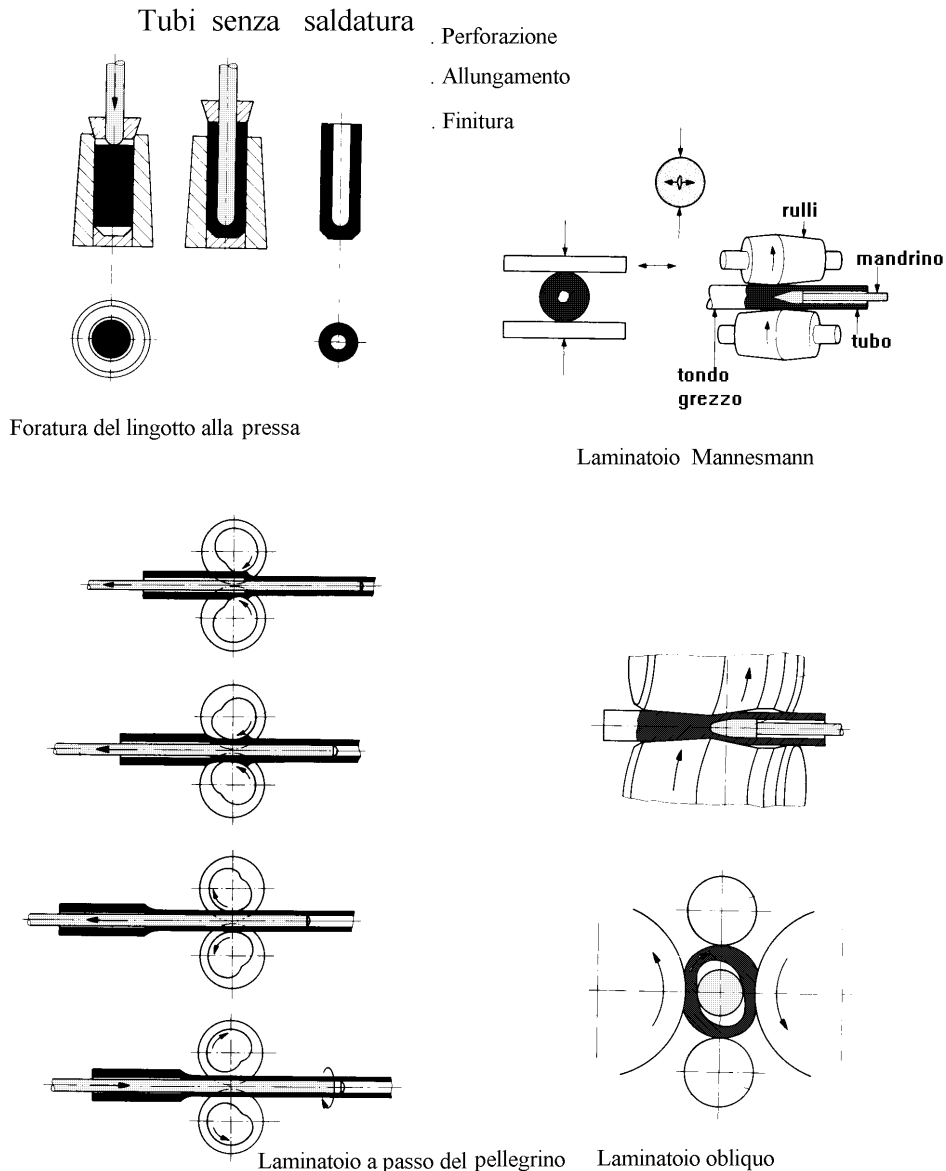 Tubi senza saldatura
. Perforazione
. Allungamento
. Finitura
rulli
mandrino
tubo
tondo
grezzo
Foratura del lingotto alla pressa
Laminatoio Mannesmann
Laminatoio a passo del pellegrino
Laminatoio obliquo